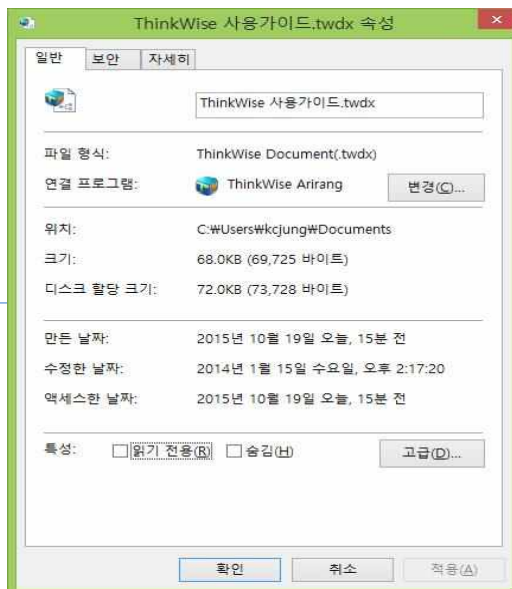 ThinkWise 사용가이드.twdx 속성
일반 보안 자세히
ThinkWise 사용가이드.twdx
파일 형식: ThinkWise Document(.twdx)
연결 프로그램: ThinkWise Arirang 변경(C)...
위치: C:₩Users₩kcjung₩Documents
크기: 68.0KB (69,725 바이트)
디스크 할당 크기: 72.0KB (73,728 바이트)
만든 날짜: 2015년 10월 19일 오늘, 15분 전
수정한 날짜: 2014년 1월 15일 수요일, 오후 2:17:20
액세스한 날짜: 2015년 10월 19일 오늘, 15분 전
특성: 읽기 전용(R) 숨김(H) 고급(D)...
확인 취소 적용(A)